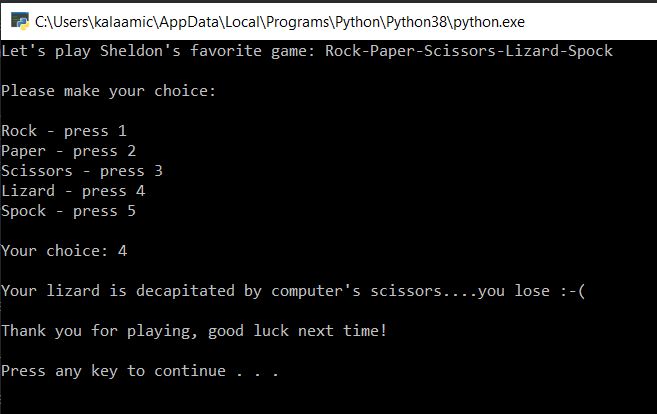 C:\Users\kalaamic\AppData\Local\Programs\Python\Python38\python.exe
Let's play Sheldon's favorite game: Rock-Paper-Scissors-Lizard-Spock
Please make your choice:
Rock - press 1
Paper - press 2
Scissors - press 3
Lizard - press 4
Spock - press 5
Your choice: 4
Your lizard is decapitated by computer's scissors....you lose :-(
Thank you for playing, good luck next time!
Press any key to continue . . .